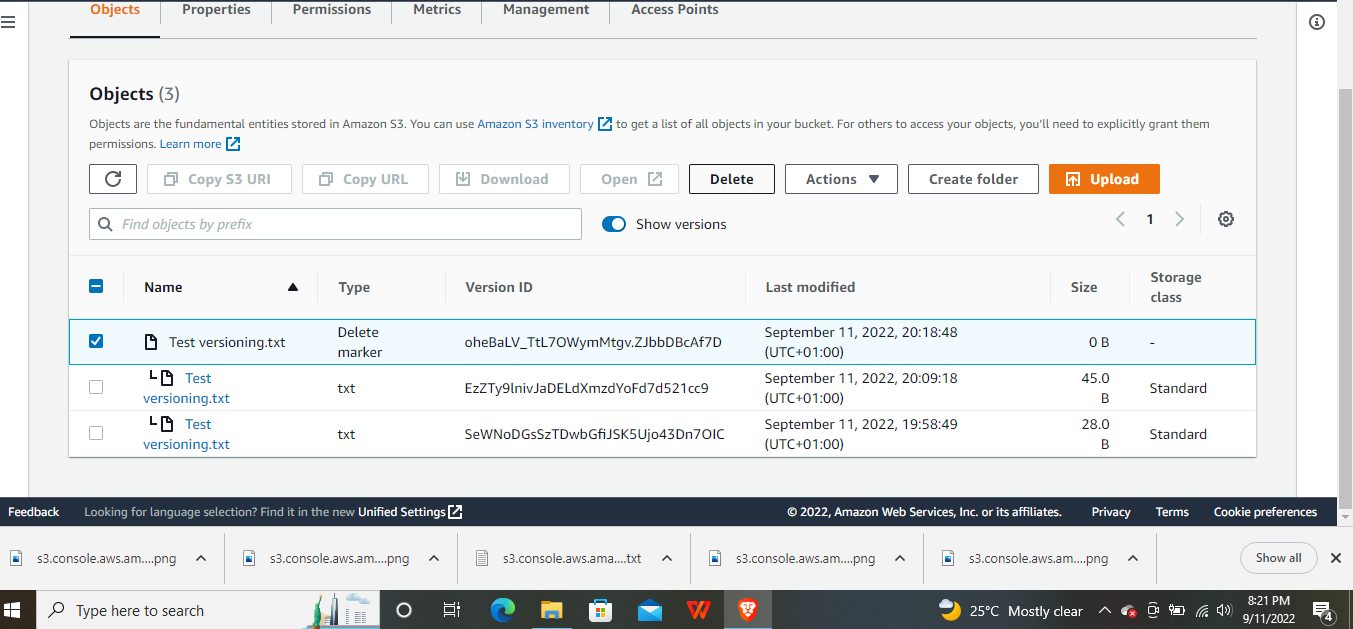 Objects Properties Permissions Metrics Management Access Points
Objects (3)
Objects are the fundamental entities stored in Amazon S3. You can use Amazon S3 inventory to get a list of all objects in your bucket. For others to access your objects, you'll need to explicitly grant them
permissions. Learn more
Copy S3 URI Copy URL Download Open Delete Actions Create folder Upload
Find objects by prefix Show versions 1
Name Type Version ID Last modified Size Storage
class
Test versioning.txt Delete
marker oheBaLV_TtL7OWymMtgv.ZJbbDBcAf7D September 11, 2022, 20:18:48
(UTC+01:00) 0 B -
Test
versioning.txt txt EzZTy9lnivJaDELdXmzdYoFd7d521cc9 September 11, 2022, 20:09:18
(UTC+01:00) 45.0
B Standard
Test
versioning.txt txt SeWNoDGsSzTDwbGfiJSK5Ujo43Dn7OIC September 11, 2022, 19:58:49
(UTC+01:00) 28.0
B Standard
Feedback Looking for language selection? Find it in the new Unified Settings © 2022, Amazon Web Services, Inc. or its affiliates. Privacy Terms Cookie preferences
s3.console.aws.am....png s3.console.aws.am....png s3.console.aws.ama....txt s3.console.aws.am....png s3.console.aws.am....png Show all
Type here to search 25°C Mostly clear 8:21 PM
9/11/2022 4